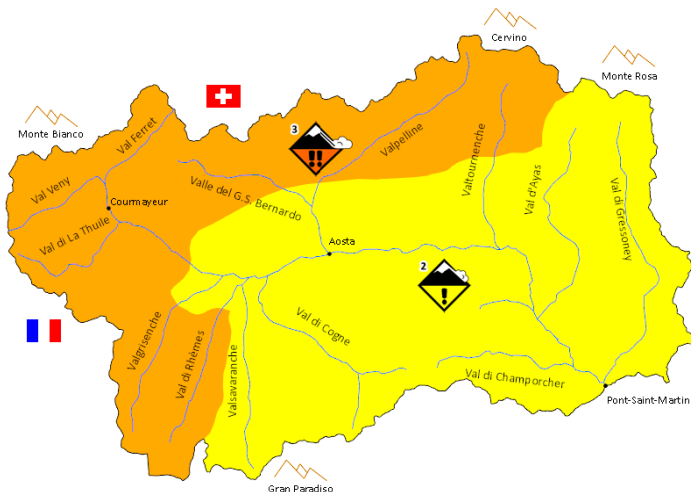 Cervino
Monte Rosa
Monte Bianco
3
Val Ferret
Valpelline
Val Veny
Valle del G.S. Bernardo
Valtournenche
Val d'Ayas
Val di Gressoney
Courmayeur
Val di La Thuile
Aosta
2
Valgrisenche
Val di Rhêmes
Valsavaranche
Val di Cogne
Val di Champorcher
Pont-Saint-Martin
Gran Paradiso